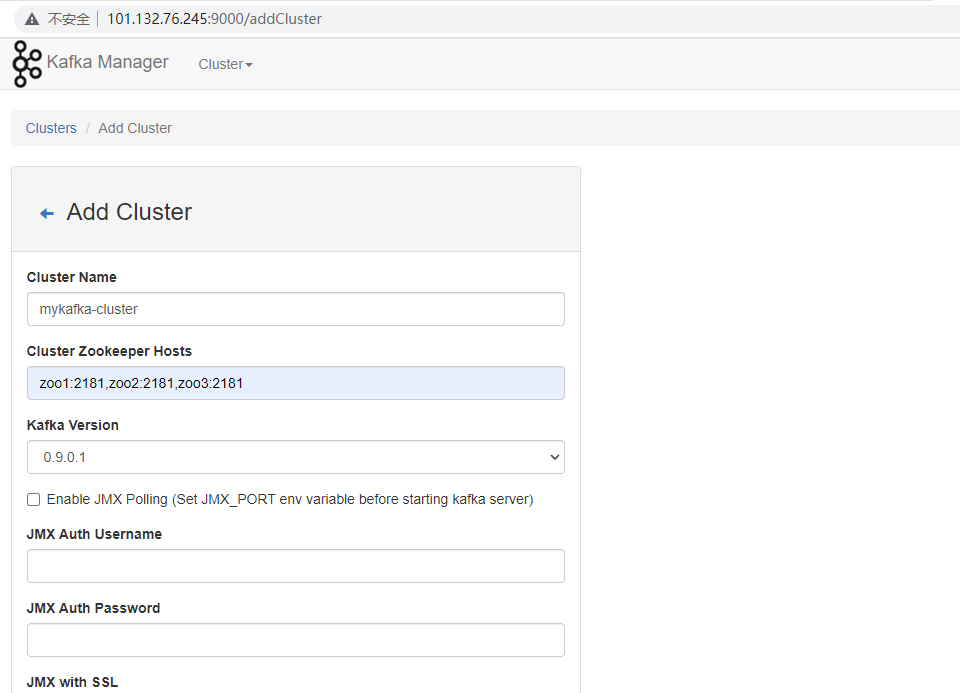 不安全 101.132.76.245:9000/addCluster
Kafka Manager Cluster
Clusters / Add Cluster
Add Cluster
Cluster Name
mykafka-cluster
Cluster Zookeeper Hosts
zoo1:2181,zoo2:2181,zoo3:2181
Kafka Version
0.9.0.1
Enable JMX Polling (Set JMX_PORT env variable before starting kafka server)
JMX Auth Username
JMX Auth Password
JMX with SSL